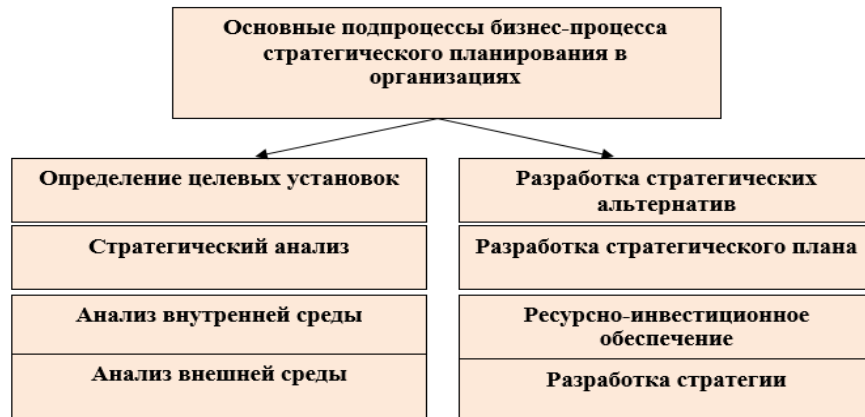 Основные подпроцессы бизнес-процесса
стратегического планирования в
организациях
Определение целевых установок
Стратегический анализ
Анализ внутренней среды
Анализ внешней среды
Разработка стратегических
альтернатив
Разработка стратегического плана
Ресурсно-инвестиционное
обеспечение
Разработка стратегии